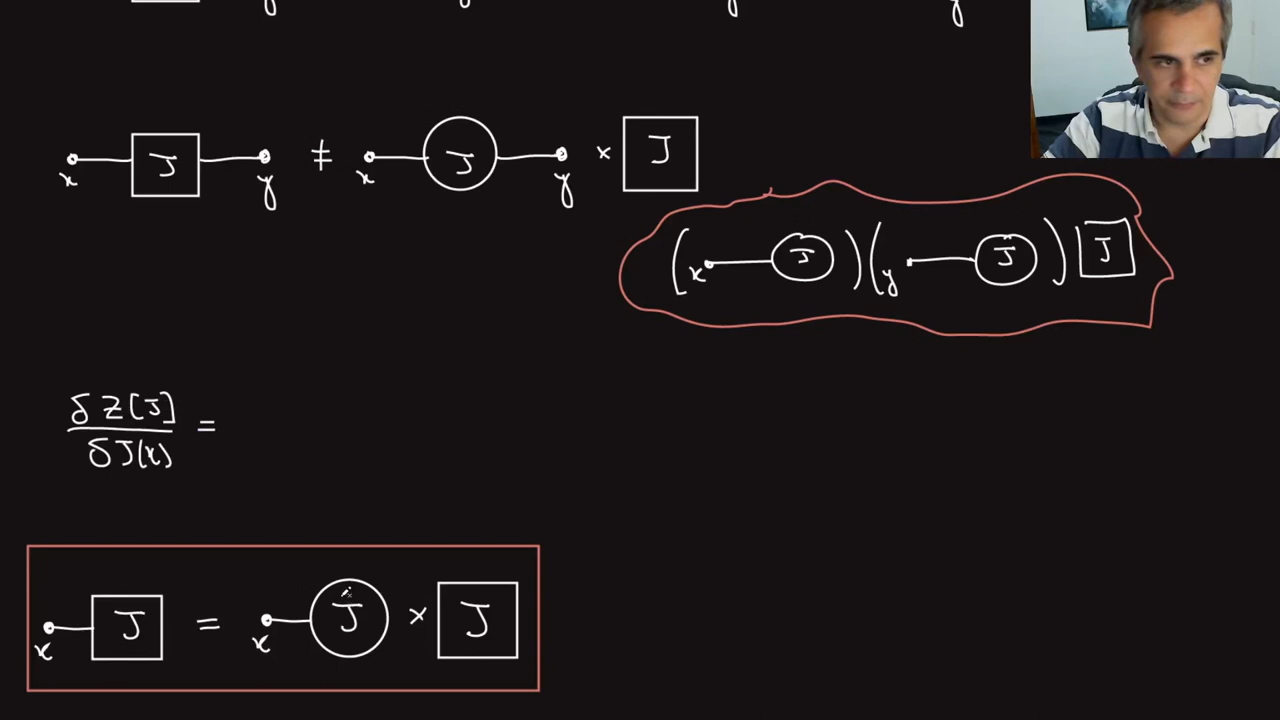 y y y y
J ≠ J × J
x y x y
(x J)(y J) J
δZ[J]
=
δJ(x)
J = J × J
x x